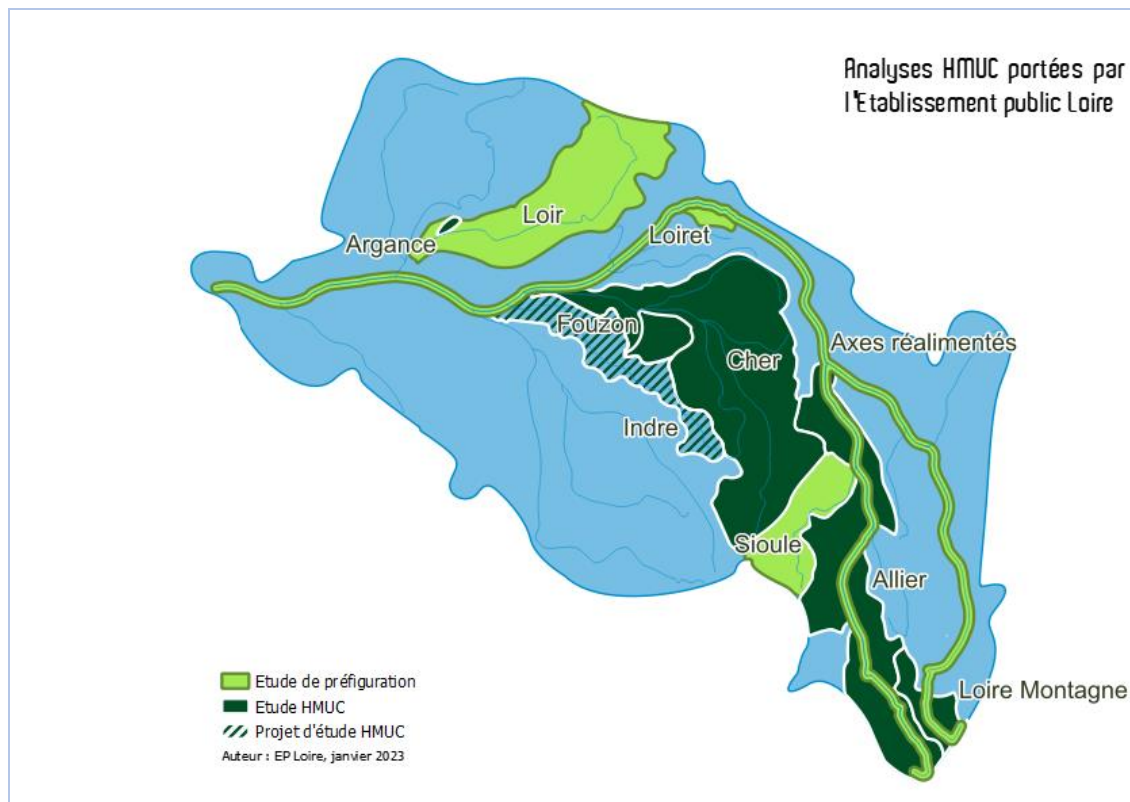 Analyses HMUC portées par
l'Etablissement public Loire
Loir
Argance
Loiret
Fouzon
Axes réalimentés
Cher
Indre
Sioule
Allier
Loire Montagne
Etude de préfiguration
Etude HMUC
Projet d'étude HMUC
Auteur : EP Loire, janvier 2023